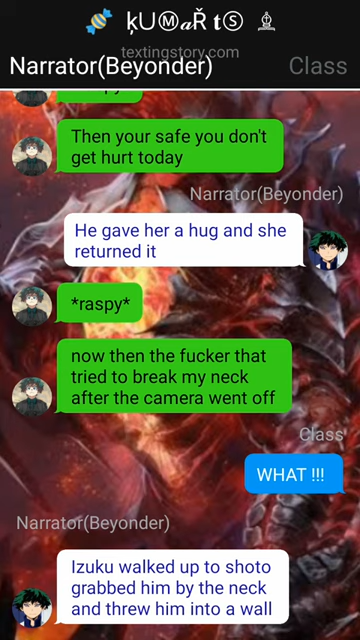 🍬 ķUⓂ𝒂Ř 𝐭Ⓢ ♗
textingstory.com
Narrator(Beyonder) Class
Then your safe you don't
get hurt today
Narrator(Beyonder)
He gave her a hug and she
returned it
*raspy*
now then the fucker that
tried to break my neck
after the camera went off
Class
WHAT !!!
Narrator(Beyonder)
Izuku walked up to shoto
grabbed him by the neck
and threw him into a wall